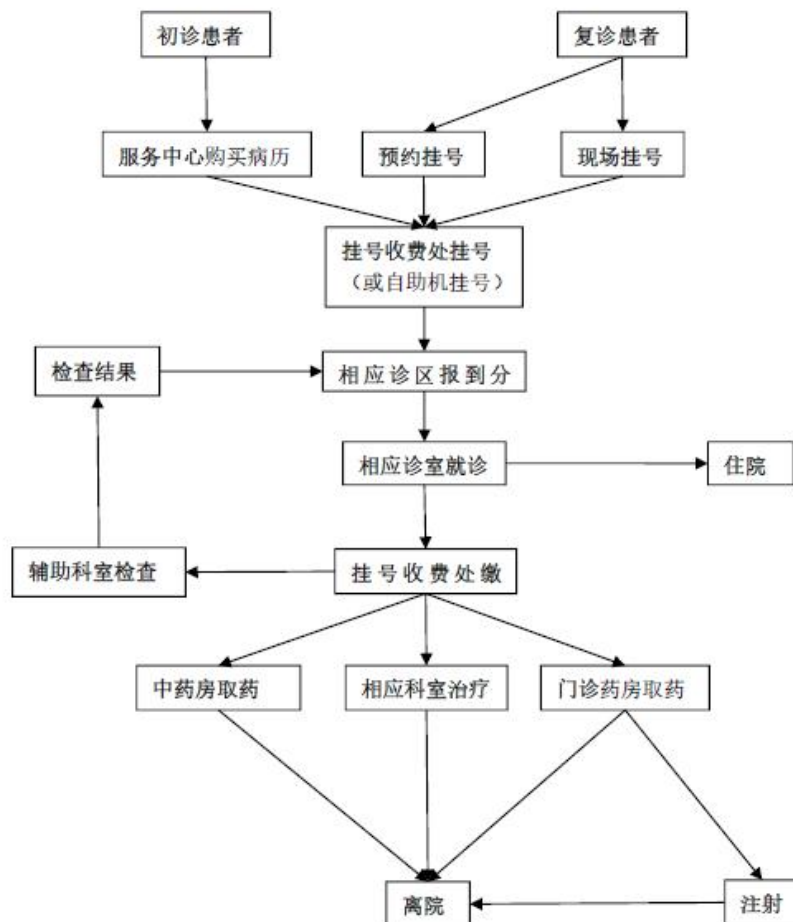 初诊患者
复诊患者
服务中心购买病历
预约挂号
现场挂号
挂号收费处挂号
（或自助机挂号）
检查结果
相应诊区报到分
相应诊室就诊
住院
辅助科室检查
挂号收费处缴
中药房取药
相应科室治疗
门诊药房取药
离院
注射